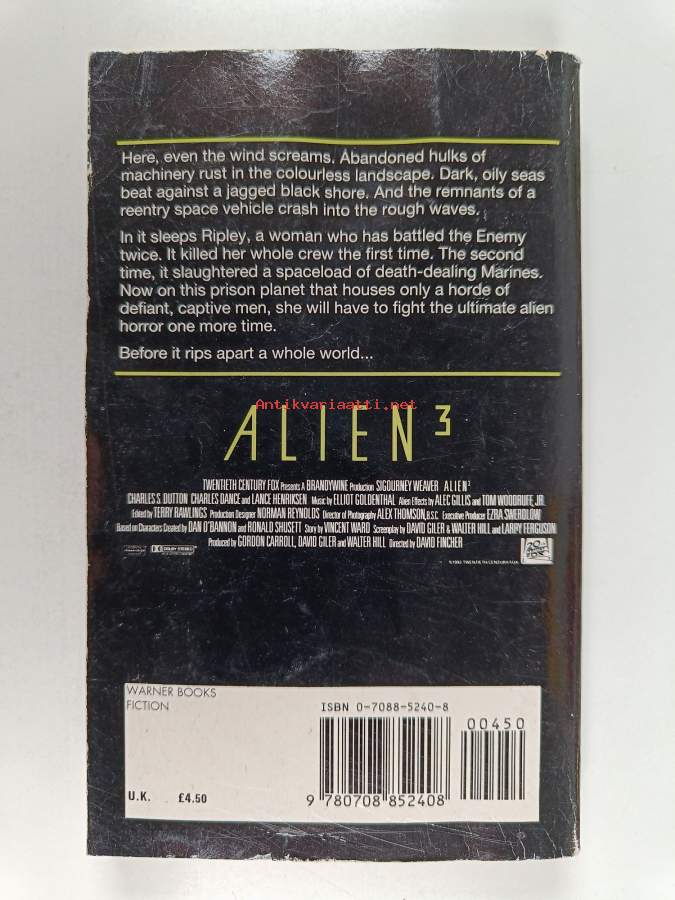 Here, even the wind screams. Abandoned hulks of
machinery rust in the colourless landscape. Dark, oily seas
beat against a jagged black shore. And the remnants of a
reentry space vehicle crash into the rough waves.
In it sleeps Ripley, a woman who has battled the Enemy
twice. It killed her whole crew the first time. The second
time, it slaughtered a spaceload of death-dealing Marines.
Now on this prison planet that houses only a horde of
defiant, captive men, she will have to fight the ultimate alien
horror one more time.
Before it rips apart a whole world...
Antikvariaatti.net
ALIEN 3
TWENTIETH CENTURY FOX Presents A BRANDYWINE Production SIGOURNEY WEAVER ALIEN 3
CHARLES S. DUTTON CHARLES DANCE and LANCE HENRIKSEN Music by ELLIOT GOLDENTHAL Alien Effects by ALEC GILLIS and TOM WOODRUFF, JR.
Edited by TERRY RAWLINGS Production Designer NORMAN REYNOLDS Director of Photography ALEX THOMSON, B.S.C. Executive Producer EZRA SWERDLOW
Based on Characters Created by DAN O'BANNON and RONALD SHUSETT Story by VINCENT WARD Screenplay by DAVID GILER & WALTER HILL and LARRY FERGUSON
Produced by GORDON CARROLL, DAVID GILER and WALTER HILL Directed by DAVID FINCHER
DOLBY STEREO
©1992 TWENTIETH CENTURY FOX
WARNER BOOKS
FICTION
ISBN 0-7088-5240-8
00450
U.K. £4.50
9 780708 852408